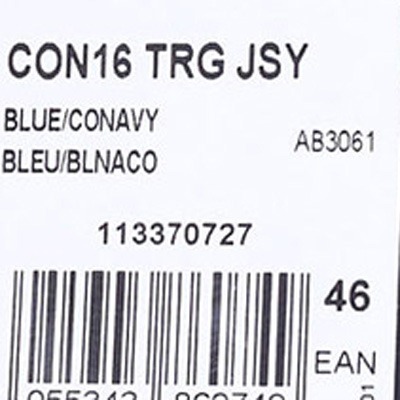 CON16 TRG JSY
BLUE/CONAVY
BLEU/BLNACO
AB3061
113370727
46
EAN